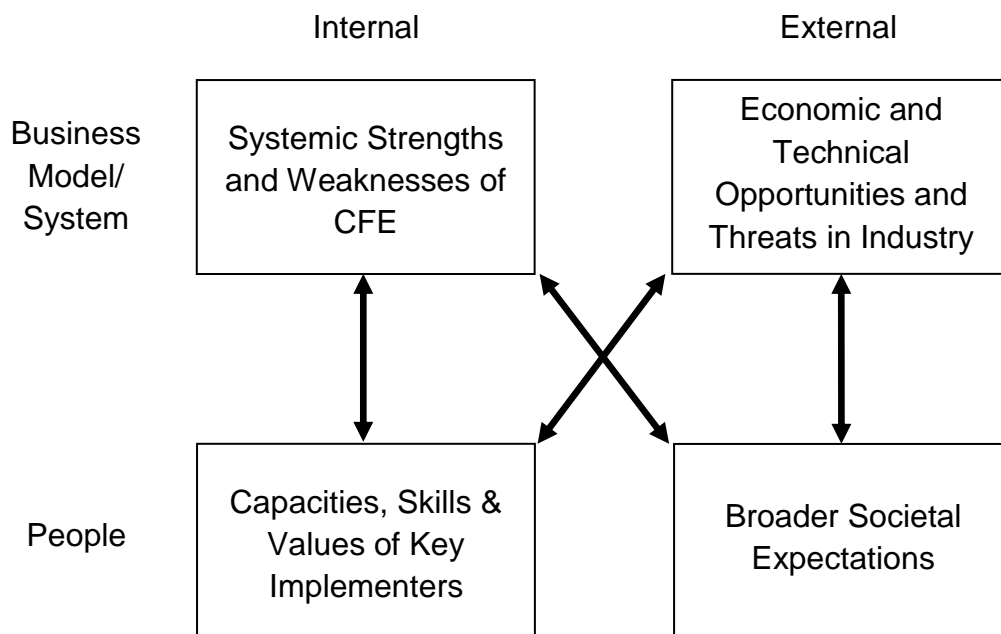 Internal
External
Business
Model/
System
Systemic Strengths
and Weaknesses of
CFE
Economic and
Technical
Opportunities and
Threats in Industry
People
Capacities, Skills &
Values of Key
Implementers
Broader Societal
Expectations